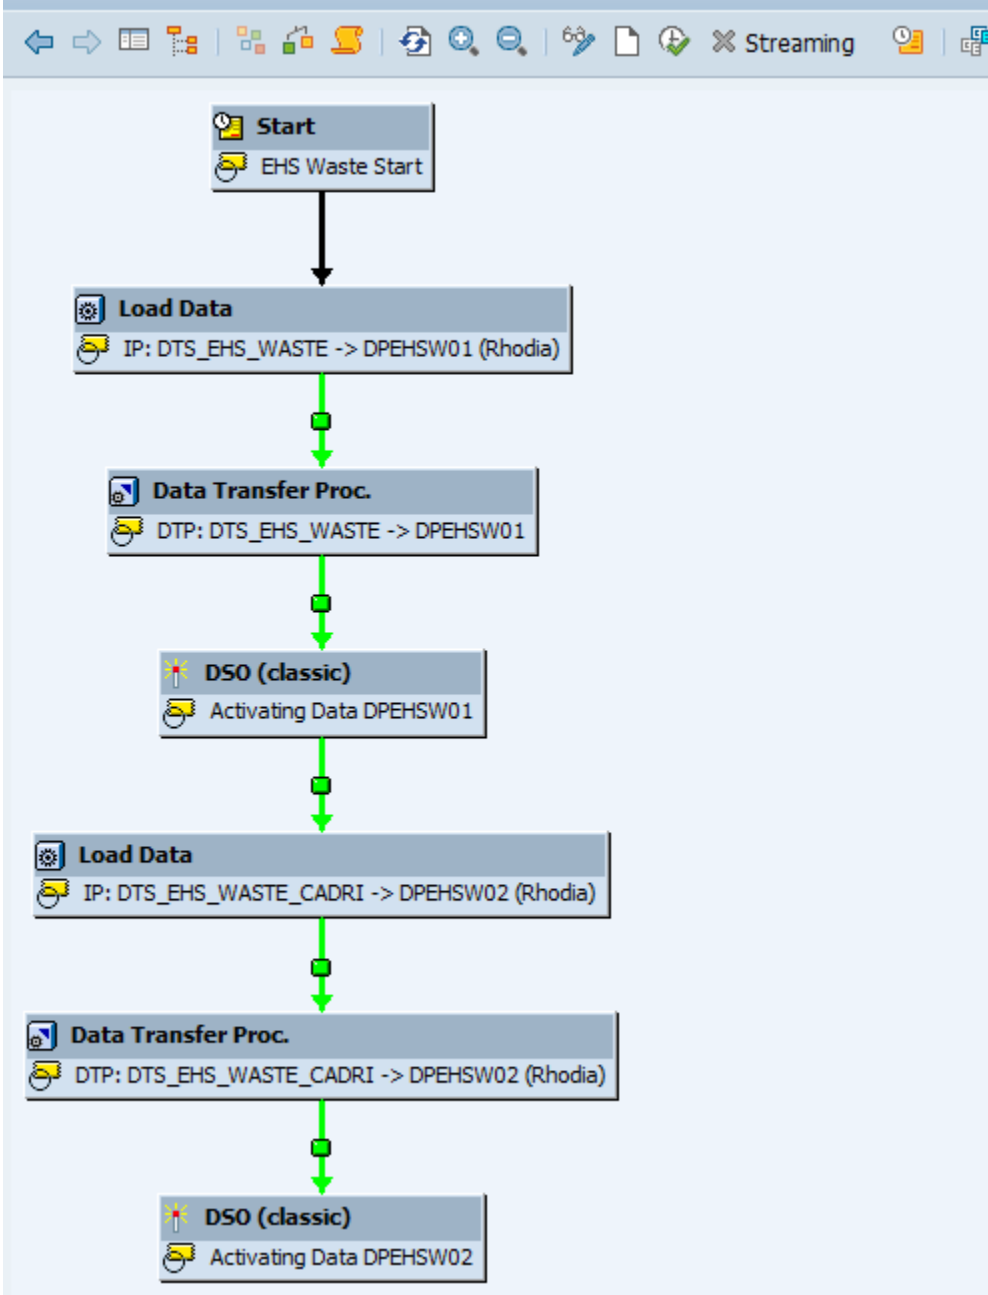 Streaming
Start
EHS Waste Start
Load Data
IP: DTS_EHS_WASTE -> DPEHSW01 (Rhodia)
Data Transfer Proc.
DTP: DTS_EHS_WASTE -> DPEHSW01
DSO (classic)
Activating Data DPEHSW01
Load Data
IP: DTS_EHS_WASTE_CADRI -> DPEHSW02 (Rhodia)
Data Transfer Proc.
DTP: DTS_EHS_WASTE_CADRI -> DPEHSW02 (Rhodia)
DSO (classic)
Activating Data DPEHSW02